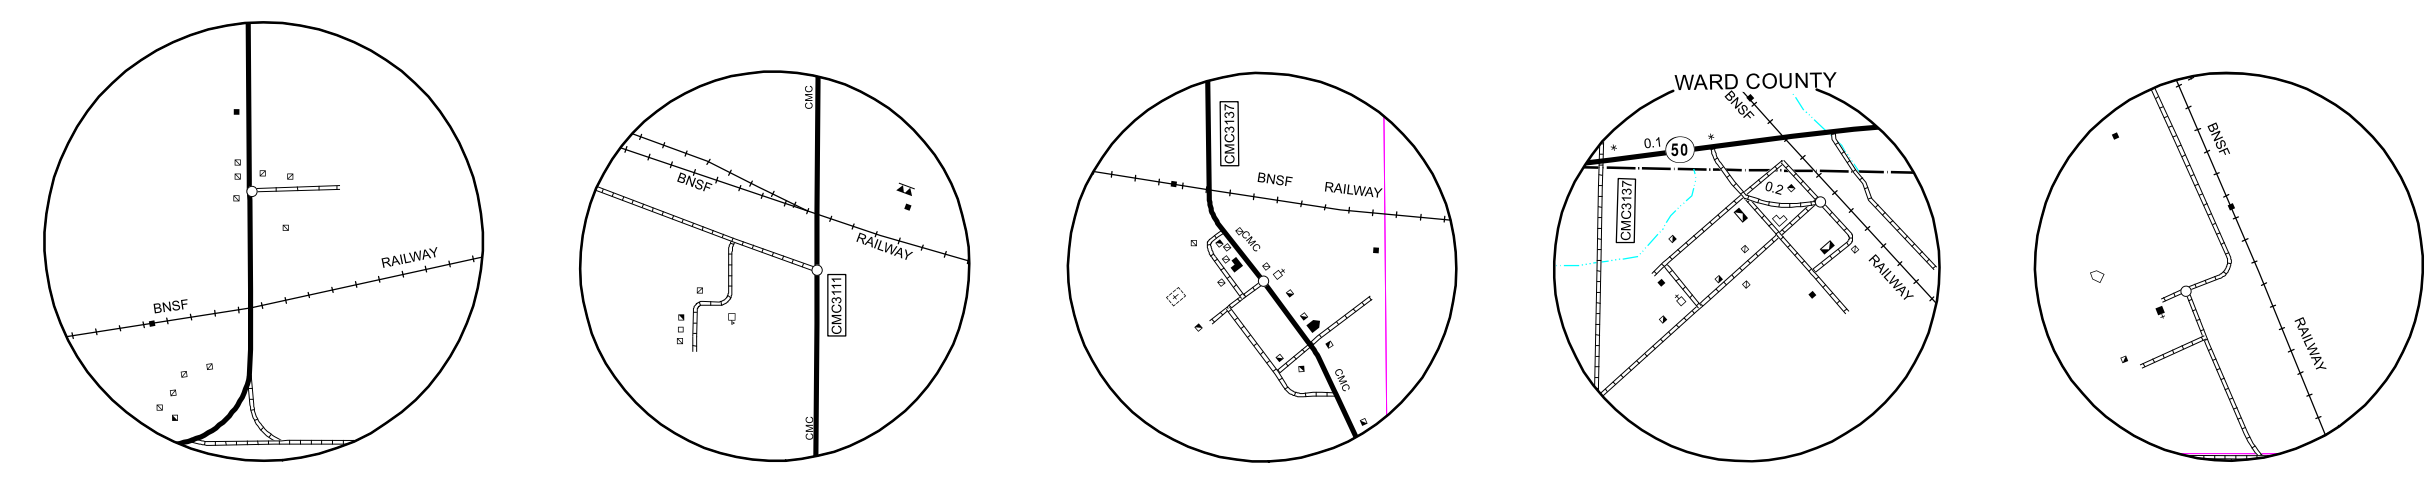 RAILWAY
BNSF
CMC
BNSF
RAILWAY
CMC3111
CMC
CMC3137
BNSF
RAILWAY
CMC
CMC
WARD COUNTY
BNSF
0.1
50
*
*
CMC3137
0.2
RAILWAY
BNSF
RAILWAY